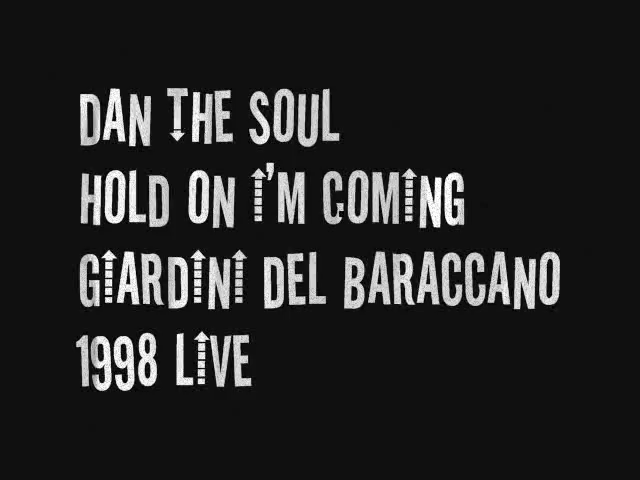 DAN THE SOUL
HOLD ON I'M COMING
GIARDINI DEL BARACCANO
1998 LIVE